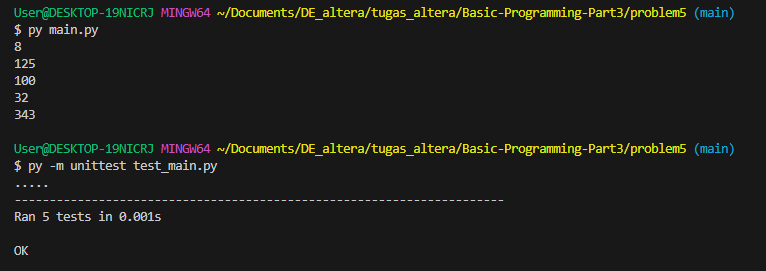 User@DESKTOP-19NICRJ MINGW64 ~/Documents/DE_altera/tugas_altera/Basic-Programming-Part3/problem5 (main)
$ py main.py
8
125
100
32
343
User@DESKTOP-19NICRJ MINGW64 ~/Documents/DE_altera/tugas_altera/Basic-Programming-Part3/problem5 (main)
$ py -m unittest test_main.py
.....
----------------------------------------------------------------------
Ran 5 tests in 0.001s
OK